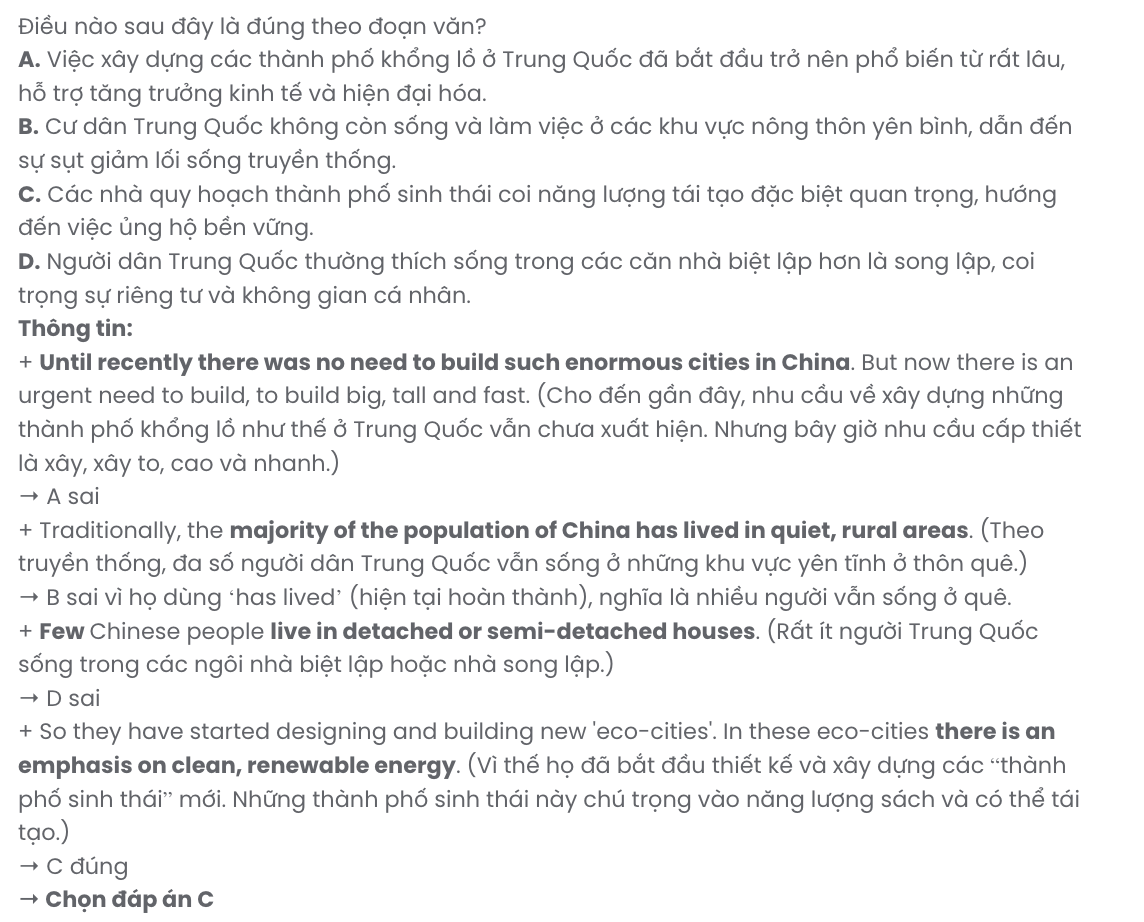 Điều nào sau đây là đúng theo đoạn văn?
A. Việc xây dựng các thành phố khổng lồ ở Trung Quốc đã bắt đầu trở nên phổ biến từ rất lâu,
hỗ trợ tăng trưởng kinh tế và hiện đại hóa.
B. Cư dân Trung Quốc không còn sống và làm việc ở các khu vực nông thôn yên bình, dẫn đến
sự sụt giảm lối sống truyền thống.
C. Các nhà quy hoạch thành phố sinh thái coi năng lượng tái tạo đặc biệt quan trọng, hướng
đến việc ủng hộ bền vững.
D. Người dân Trung Quốc thường thích sống trong các căn nhà biệt lập hơn là song lập, coi
trọng sự riêng tư và không gian cá nhân.
Thông tin:
+ Until recently there was no need to build such enormous cities in China. But now there is an
urgent need to build, to build big, tall and fast. (Cho đến gần đây, nhu cầu về xây dựng những
thành phố khổng lồ như thế ở Trung Quốc vẫn chưa xuất hiện. Nhưng bây giờ nhu cầu cấp thiết
là xây, xây to, cao và nhanh.)
→ A sai
+ Traditionally, the majority of the population of China has lived in quiet, rural areas. (Theo
truyền thống, đa số người dân Trung Quốc vẫn sống ở những khu vực yên tĩnh ở thôn quê.)
→ B sai vì họ dùng ‘has lived’ (hiện tại hoàn thành), nghĩa là nhiều người vẫn sống ở quê.
+ Few Chinese people live in detached or semi-detached houses. (Rất ít người Trung Quốc
sống trong các ngôi nhà biệt lập hoặc nhà song lập.)
→ D sai
+ So they have started designing and building new 'eco-cities'. In these eco-cities there is an
emphasis on clean, renewable energy. (Vì thế họ đã bắt đầu thiết kế và xây dựng các “thành
phố sinh thái” mới. Những thành phố sinh thái này chú trọng vào năng lượng sách và có thể tái
tạo.)
→ C đúng
→ Chọn đáp án C